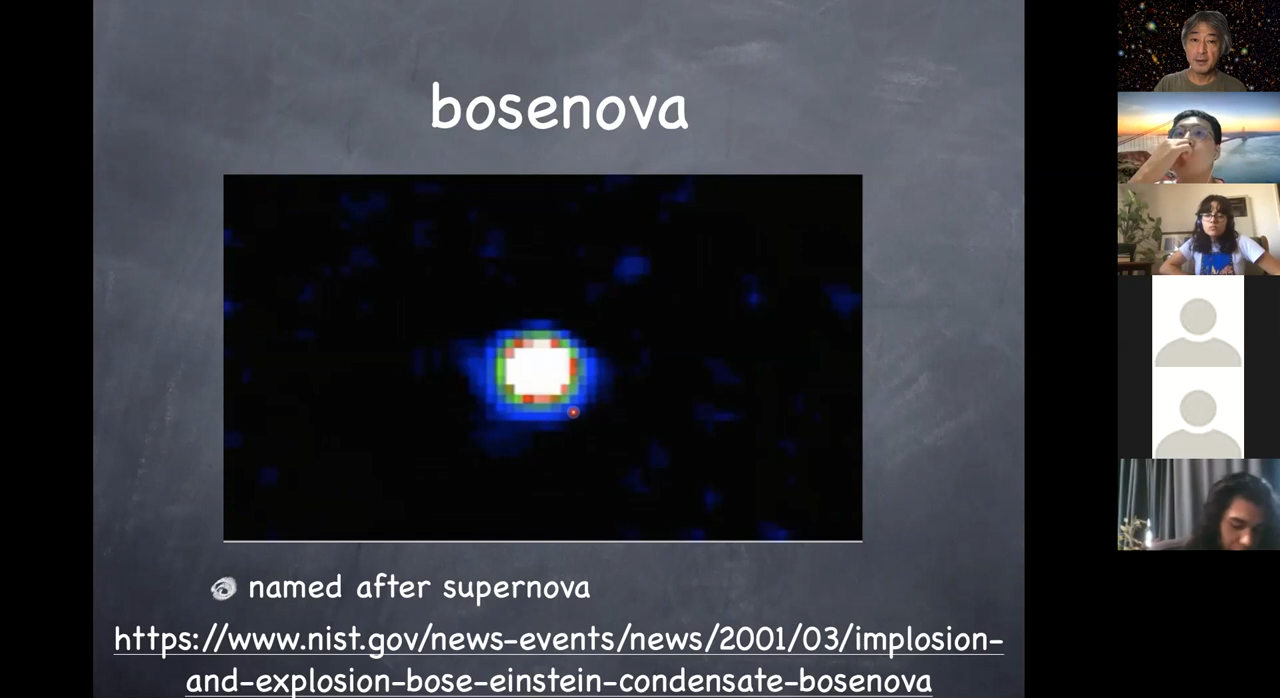 bosenova
named after supernova
https://www.nist.gov/news-events/news/2001/03/implosion-
and-explosion-bose-einstein-condensate-bosenova